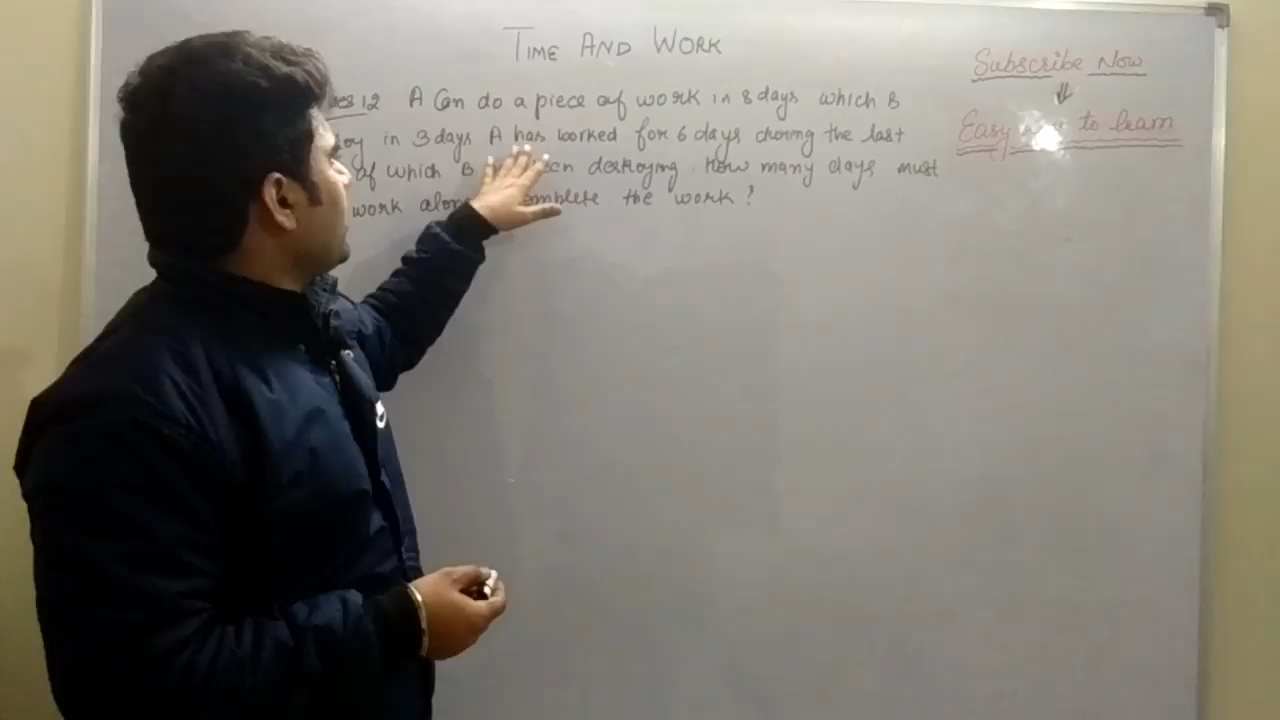 TIME AND WORK
12 A Can do a piece of work in 8 days which B
in 3 days A has worked for 6 days during the last
of which B destroying. How many days must
work the work ?
Subscribe Now
Easy to learn